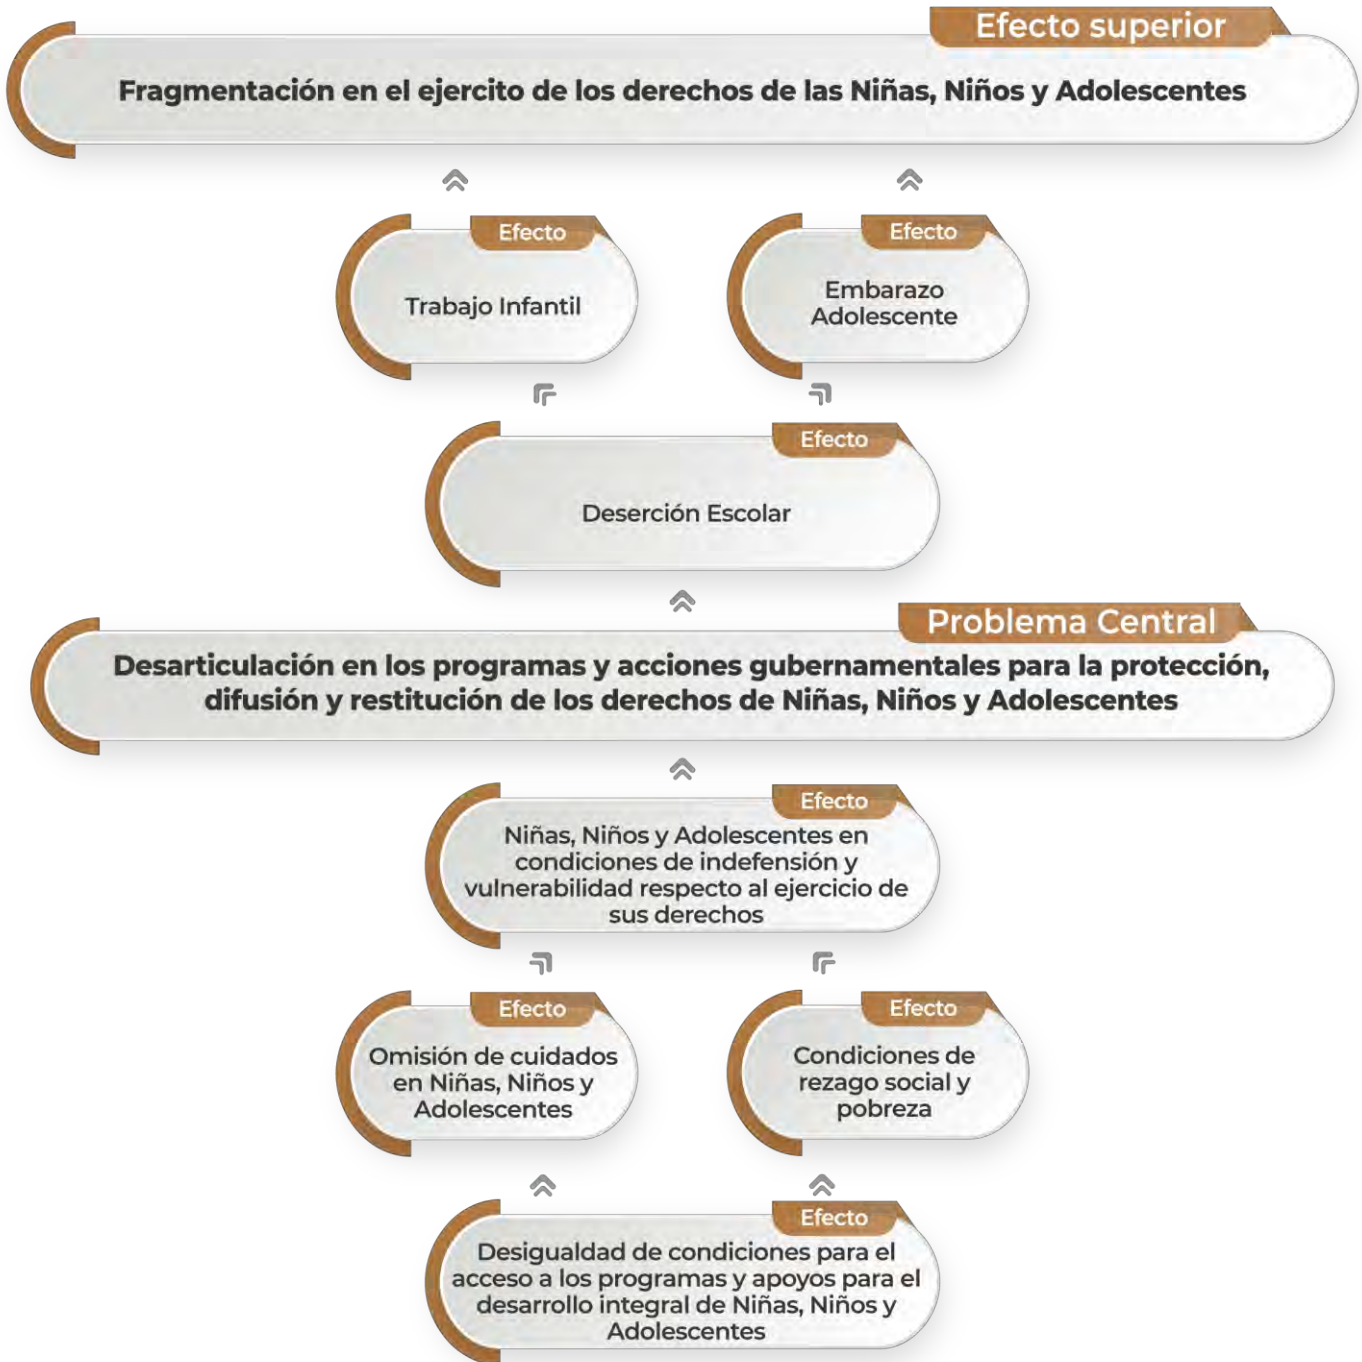 Efecto superior
Fragmentación en el ejercito de los derechos de las Niñas, Niños y Adolescentes
Efecto
Trabajo Infantil
Efecto
Embarazo
Adolescente
Efecto
Deserción Escolar
Problema Central
Desarticulación en los programas y acciones gubernamentales para la protección,
difusión y restitución de los derechos de Niñas, Niños y Adolescentes
Efecto
Niñas, Niños y Adolescentes en
condiciones de indefensión y
vulnerabilidad respecto al ejercicio de
sus derechos
Efecto
Omisión de cuidados
en Niñas, Niños y
Adolescentes
Efecto
Condiciones de
rezago social y
pobreza
Efecto
Desigualdad de condiciones para el
acceso a los programas y apoyos para el
desarrollo integral de Niñas, Niños y
Adolescentes